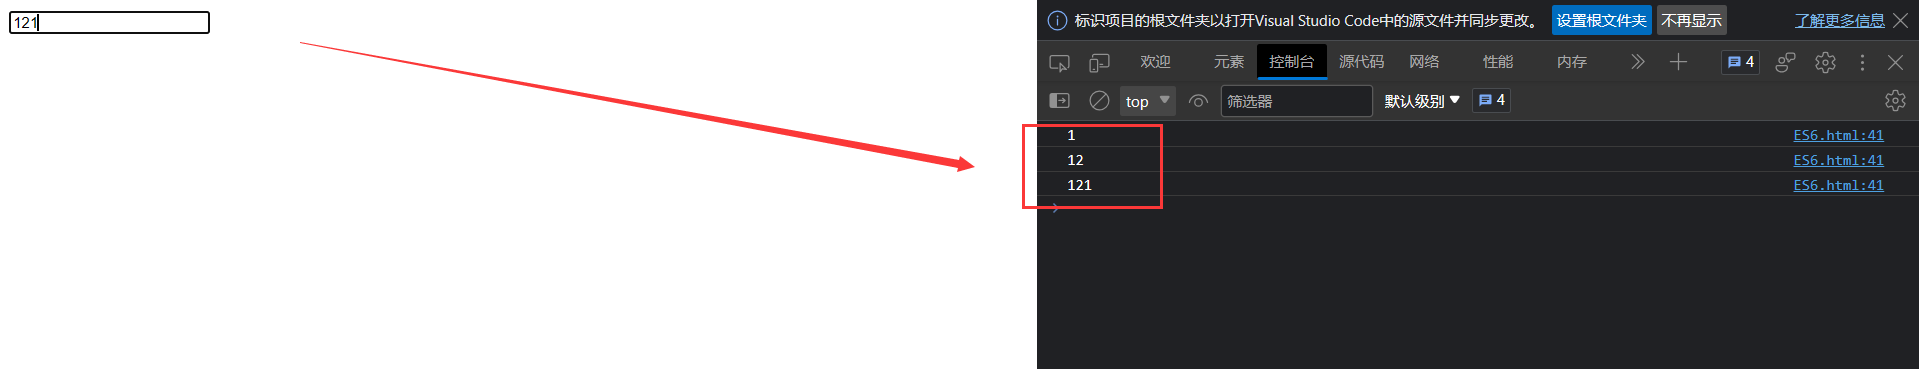 121
标识项目的根文件夹以打开Visual Studio Code中的源文件并同步更改。 设置根文件夹 不再显示 了解更多信息
欢迎 元素 控制台 源代码 网络 性能 内存 4
top 筛选器 默认级别 4
1 ES6.html:41
12 ES6.html:41
121 ES6.html:41